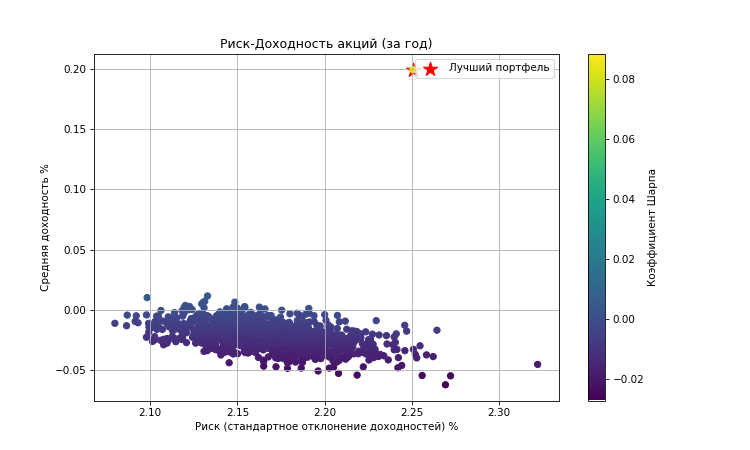 Риск-Доходность акций (за год)
Лучший портфель
0.20
0.15
0.10
0.05
0.00
−0.05
Средняя доходность %
2.10 2.15 2.20 2.25 2.30
Риск (стандартное отклонение доходностей) %
0.08
0.06
0.04
0.02
0.00
−0.02
Коэффициент Шарпа